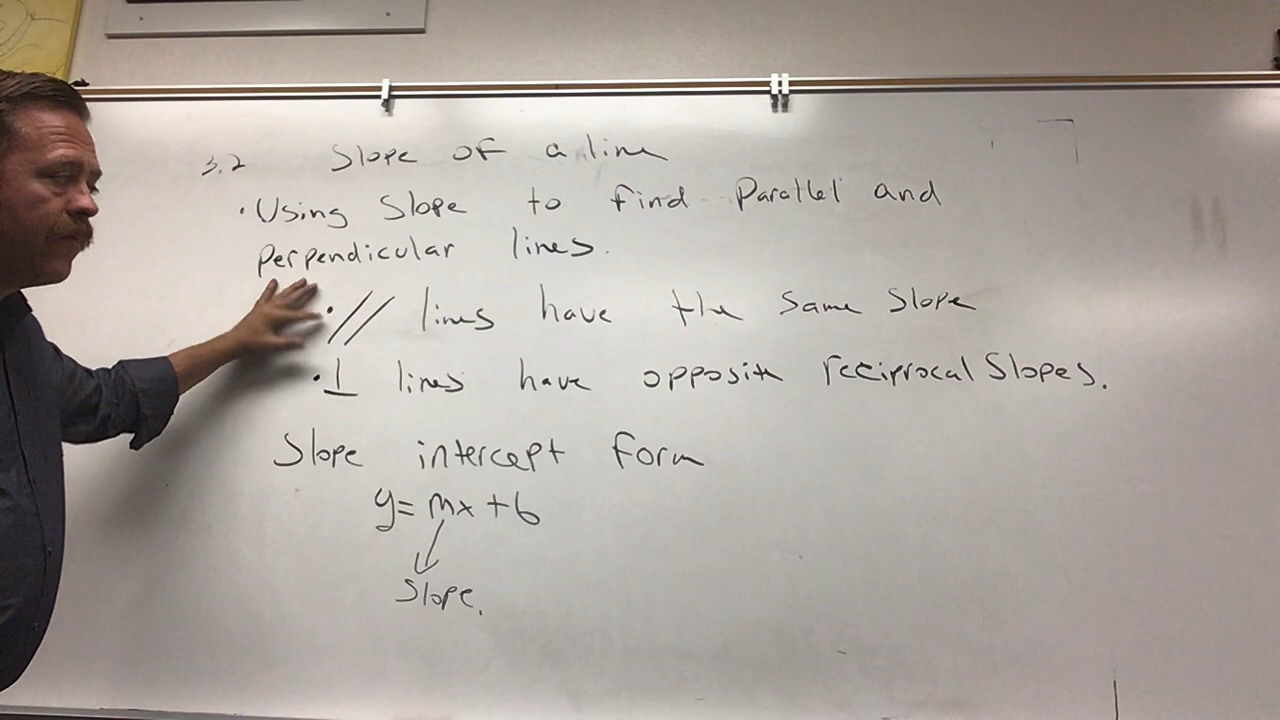 3.2 Slope of a line
· Using Slope to find Parallel and
perpendicular lines.
· // lines have the same slope
· ⊥ lines have opposite reciprocal Slopes.
Slope intercept form
y=mx+b
Slope.